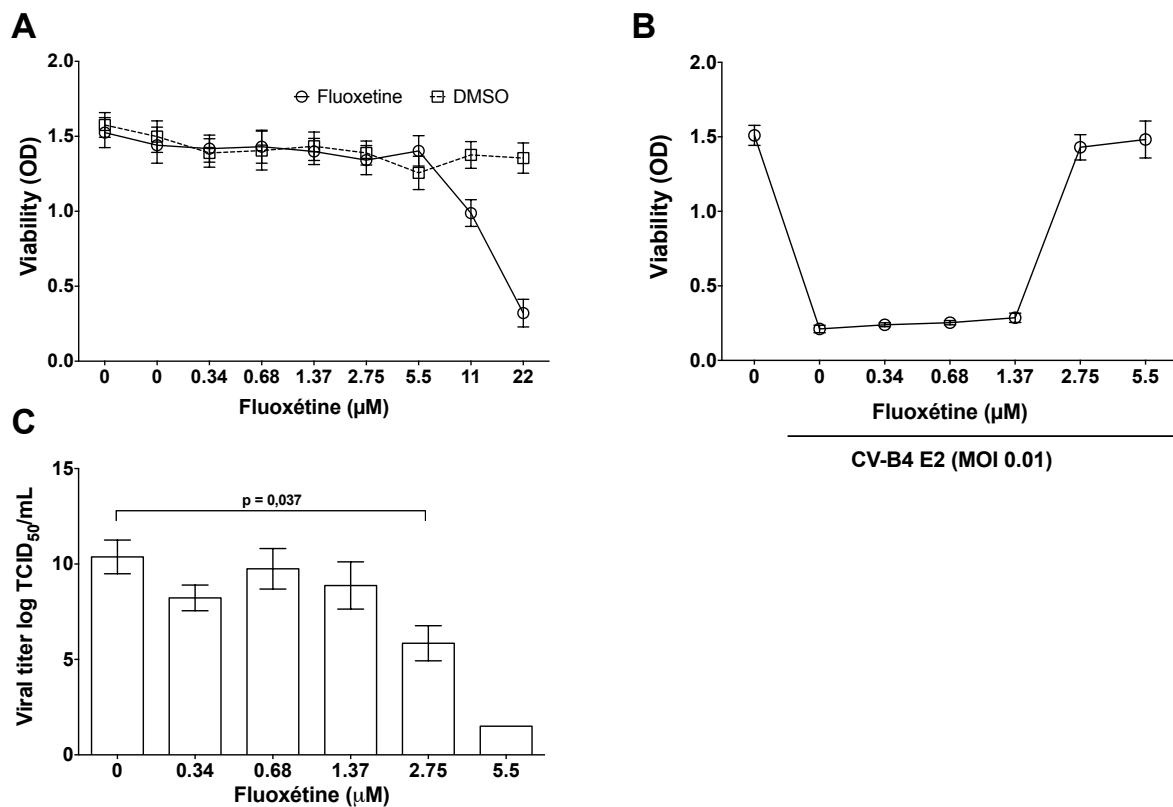 A
2.0
1.5
1.0
0.5
0.0
Viability (OD)
Fluoxetine
DMSO
0 0 0.34 0.68 1.37 2.75 5.5 11 22
Fluoxétine (µM)
B
2.0
1.5
1.0
0.5
0.0
Viability (OD)
0 0 0.34 0.68 1.37 2.75 5.5
Fluoxétine (µM)
CV-B4 E2 (MOI 0.01)
C
15
10
5
0
Viral titer log TCID50/mL
p = 0,037
0 0.34 0.68 1.37 2.75 5.5
Fluoxétine (µM)